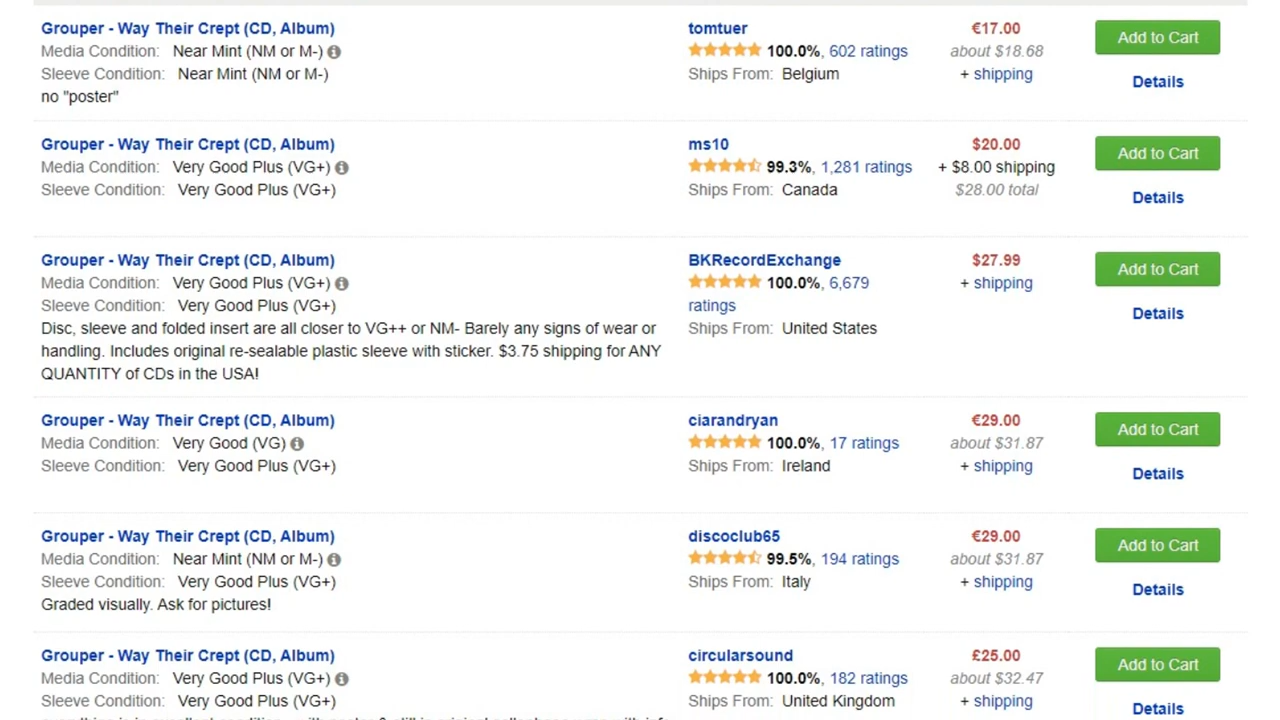 Grouper - Way Their Crept (CD, Album)
Media Condition: Near Mint (NM or M-)
Sleeve Condition: Near Mint (NM or M-)
no "poster"
tomtuer
100.0%, 602 ratings
Ships From: Belgium
€17.00
about $18.68
+ shipping
Add to Cart
Details
Grouper - Way Their Crept (CD, Album)
Media Condition: Very Good Plus (VG+)
Sleeve Condition: Very Good Plus (VG+)
ms10
99.3%, 1,281 ratings
Ships From: Canada
$20.00
+ $8.00 shipping
$28.00 total
Add to Cart
Details
Grouper - Way Their Crept (CD, Album)
Media Condition: Very Good Plus (VG+)
Sleeve Condition: Very Good Plus (VG+)
Disc, sleeve and folded insert are all closer to VG++ or NM- Barely any signs of wear or
handling. Includes original re-sealable plastic sleeve with sticker. $3.75 shipping for ANY
QUANTITY of CDs in the USA!
BKRecordExchange
100.0%, 6,679
ratings
Ships From: United States
$27.99
+ shipping
Add to Cart
Details
Grouper - Way Their Crept (CD, Album)
Media Condition: Very Good (VG)
Sleeve Condition: Very Good Plus (VG+)
ciarandryan
100.0%, 17 ratings
Ships From: Ireland
€29.00
about $31.87
+ shipping
Add to Cart
Details
Grouper - Way Their Crept (CD, Album)
Media Condition: Near Mint (NM or M-)
Sleeve Condition: Very Good Plus (VG+)
Graded visually. Ask for pictures!
discoclub65
99.5%, 194 ratings
Ships From: Italy
€29.00
about $31.87
+ shipping
Add to Cart
Details
Grouper - Way Their Crept (CD, Album)
Media Condition: Very Good Plus (VG+)
Sleeve Condition: Very Good Plus (VG+)
circularsound
100.0%, 182 ratings
Ships From: United Kingdom
£25.00
about $32.47
+ shipping
Add to Cart
Details